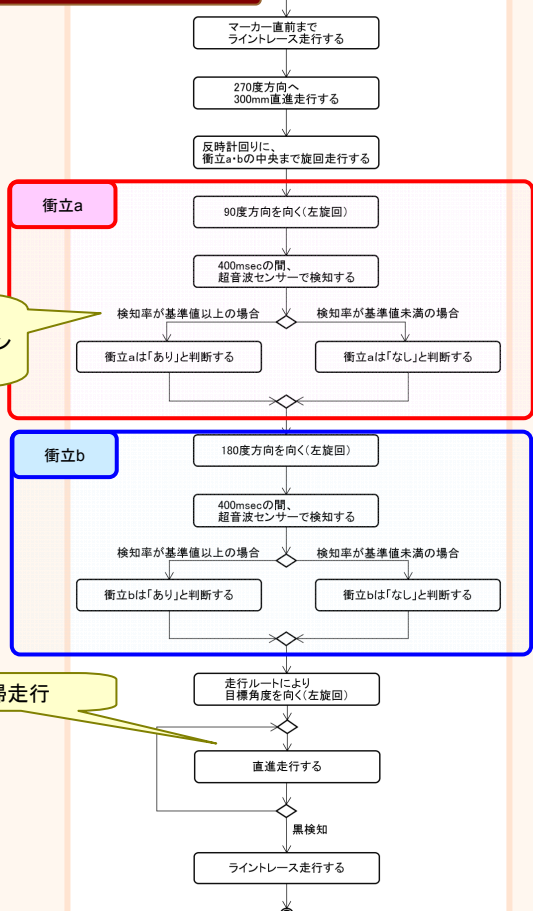 マーカー直前まで
ライントレース走行する
270度方向へ
300mm直進走行する
反時計回りに、
衝立a・bの中央まで旋回走行する
衝立a
90度方向を向く(左旋回)
400msecの間、
超音波センサーで検知する
検知率が基準値以上の場合
検知率が基準値未満の場合
ン
衝立aは「あり」と判断する
衝立aは「なし」と判断する
衝立b
180度方向を向く(左旋回)
400msecの間、
超音波センサーで検知する
検知率が基準値以上の場合
検知率が基準値未満の場合
衝立bは「あり」と判断する
衝立bは「なし」と判断する
走行ルートにより
目標角度を向く(左旋回)
帰走行
直進走行する
黒検知
ライントレース走行する